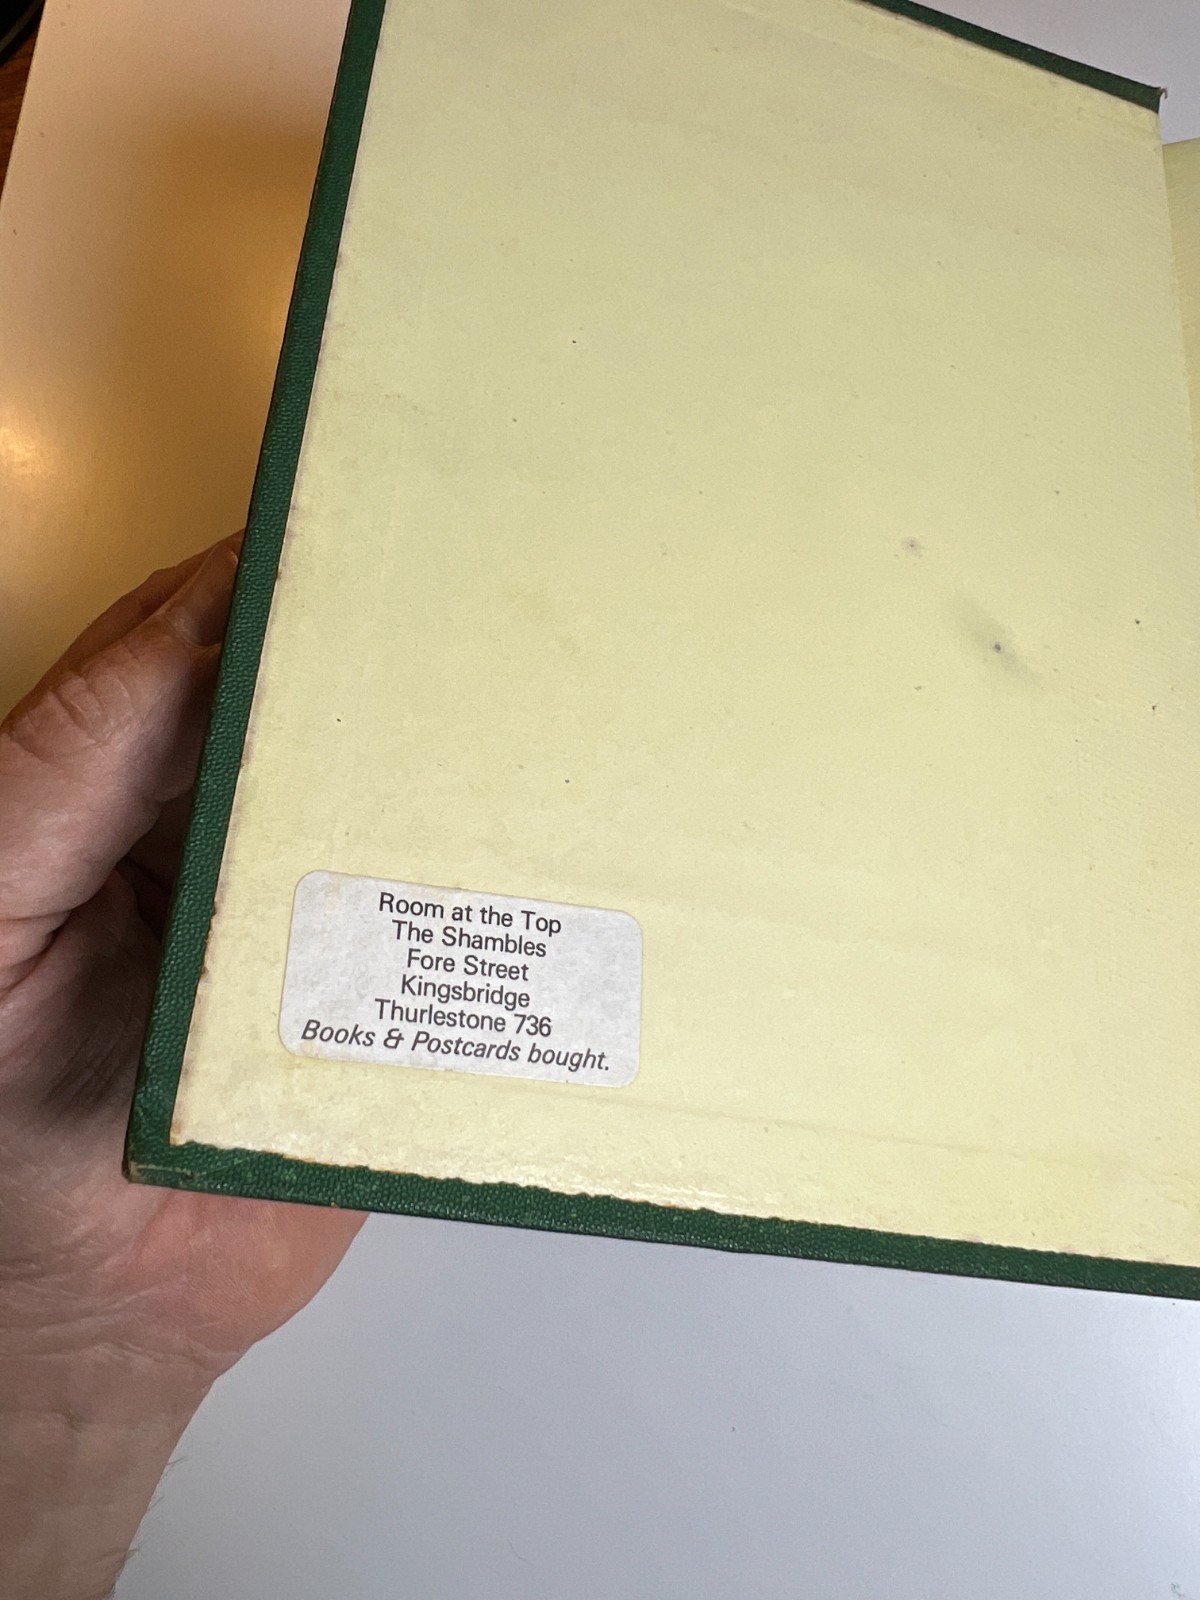 Room at the Top
The Shambles
Fore Street
Kingsbridge
Thurlestone 736
Books & Postcards bought.